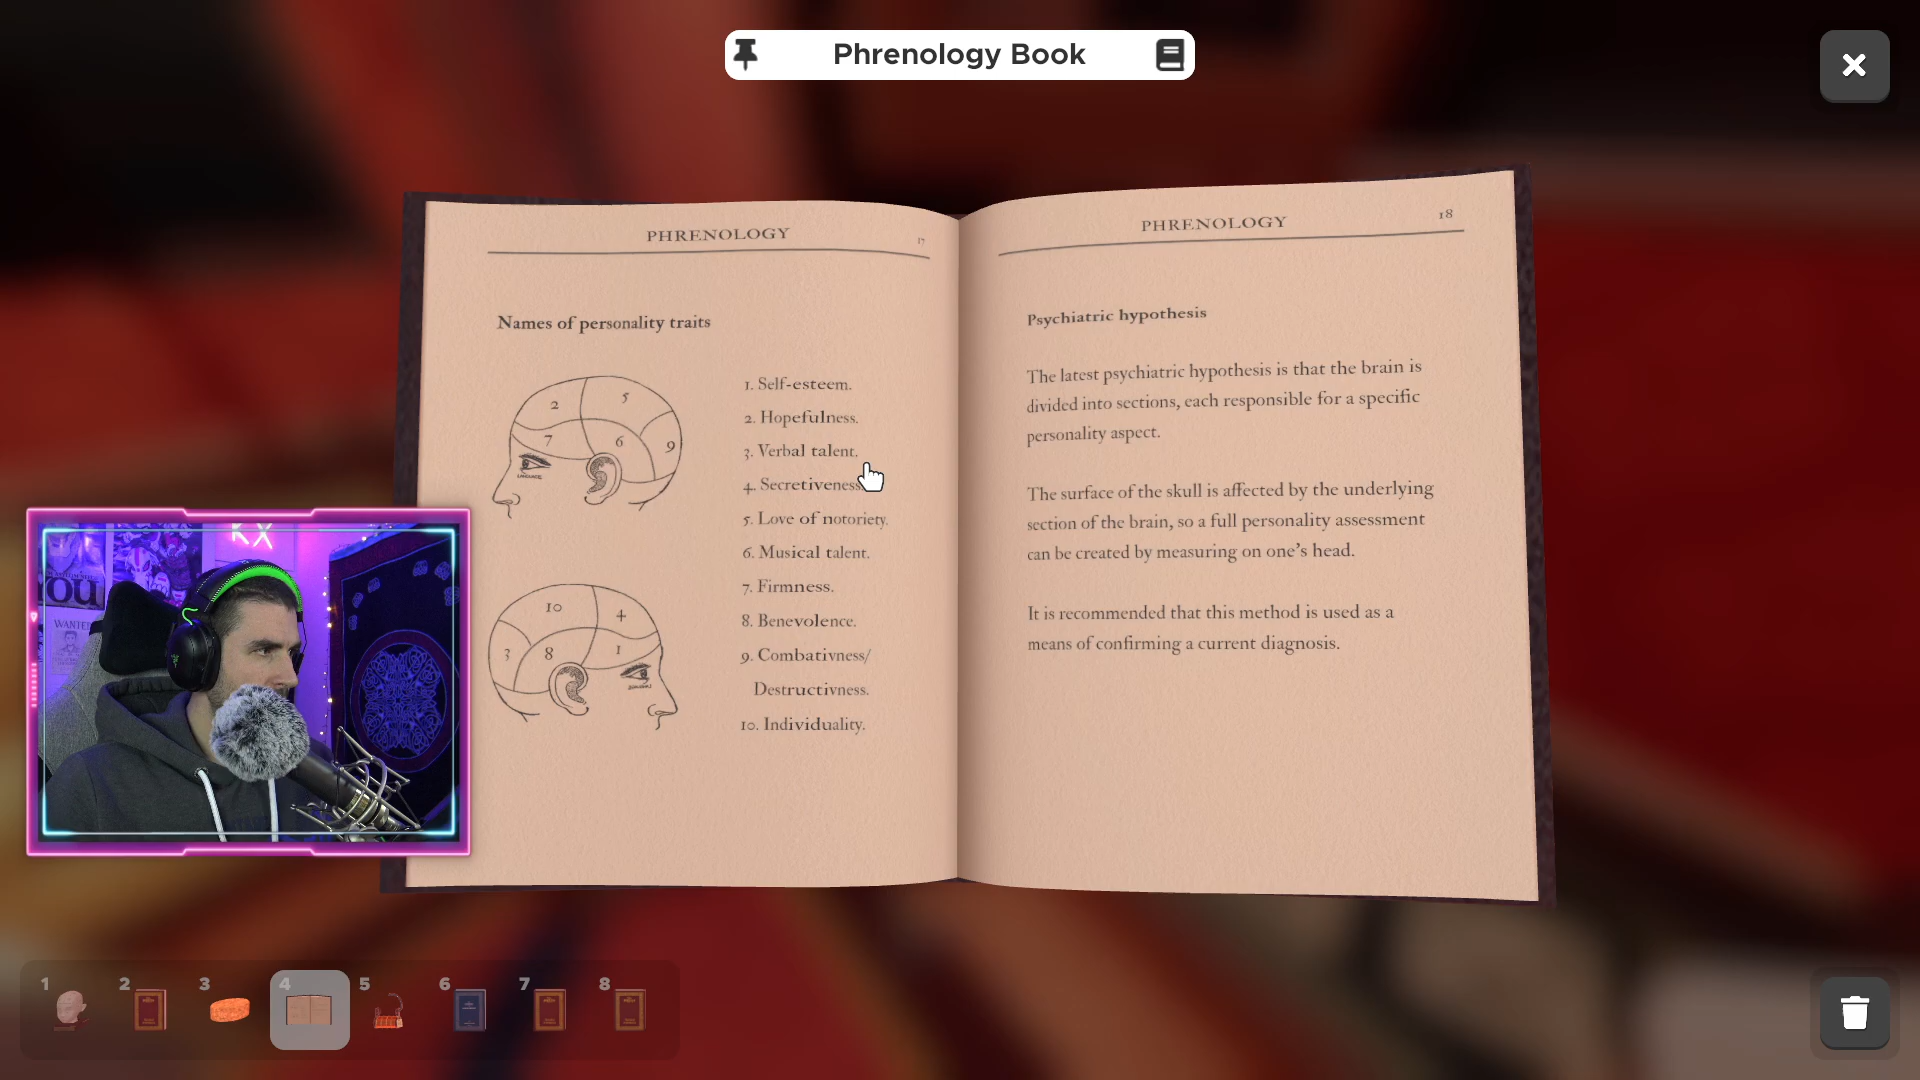 Phrenology Book
PHRENOLOGY
17
Names of personality traits
2
5
7
6
9
1. Self-esteem.
2. Hopefulness.
3. Verbal talent.
4. Secretiveness
5. Love of notoriety.
6. Musical talent.
7. Firmness.
8. Benevolence.
9. Combativness/
Destructivness.
10. Individuality.
10
4
3
8
1
PHRENOLOGY
18
Psychiatric hypothesis
The latest psychiatric hypothesis is that the brain is
divided into sections, each responsible for a specific
personality aspect.
The surface of the skull is affected by the underlying
section of the brain, so a full personality assessment
can be created by measuring on one's head.
It is recommended that this method is used as a
means of confirming a current diagnosis.
KX
YOU
WANTED
1 2 3 4 5 6 7 8